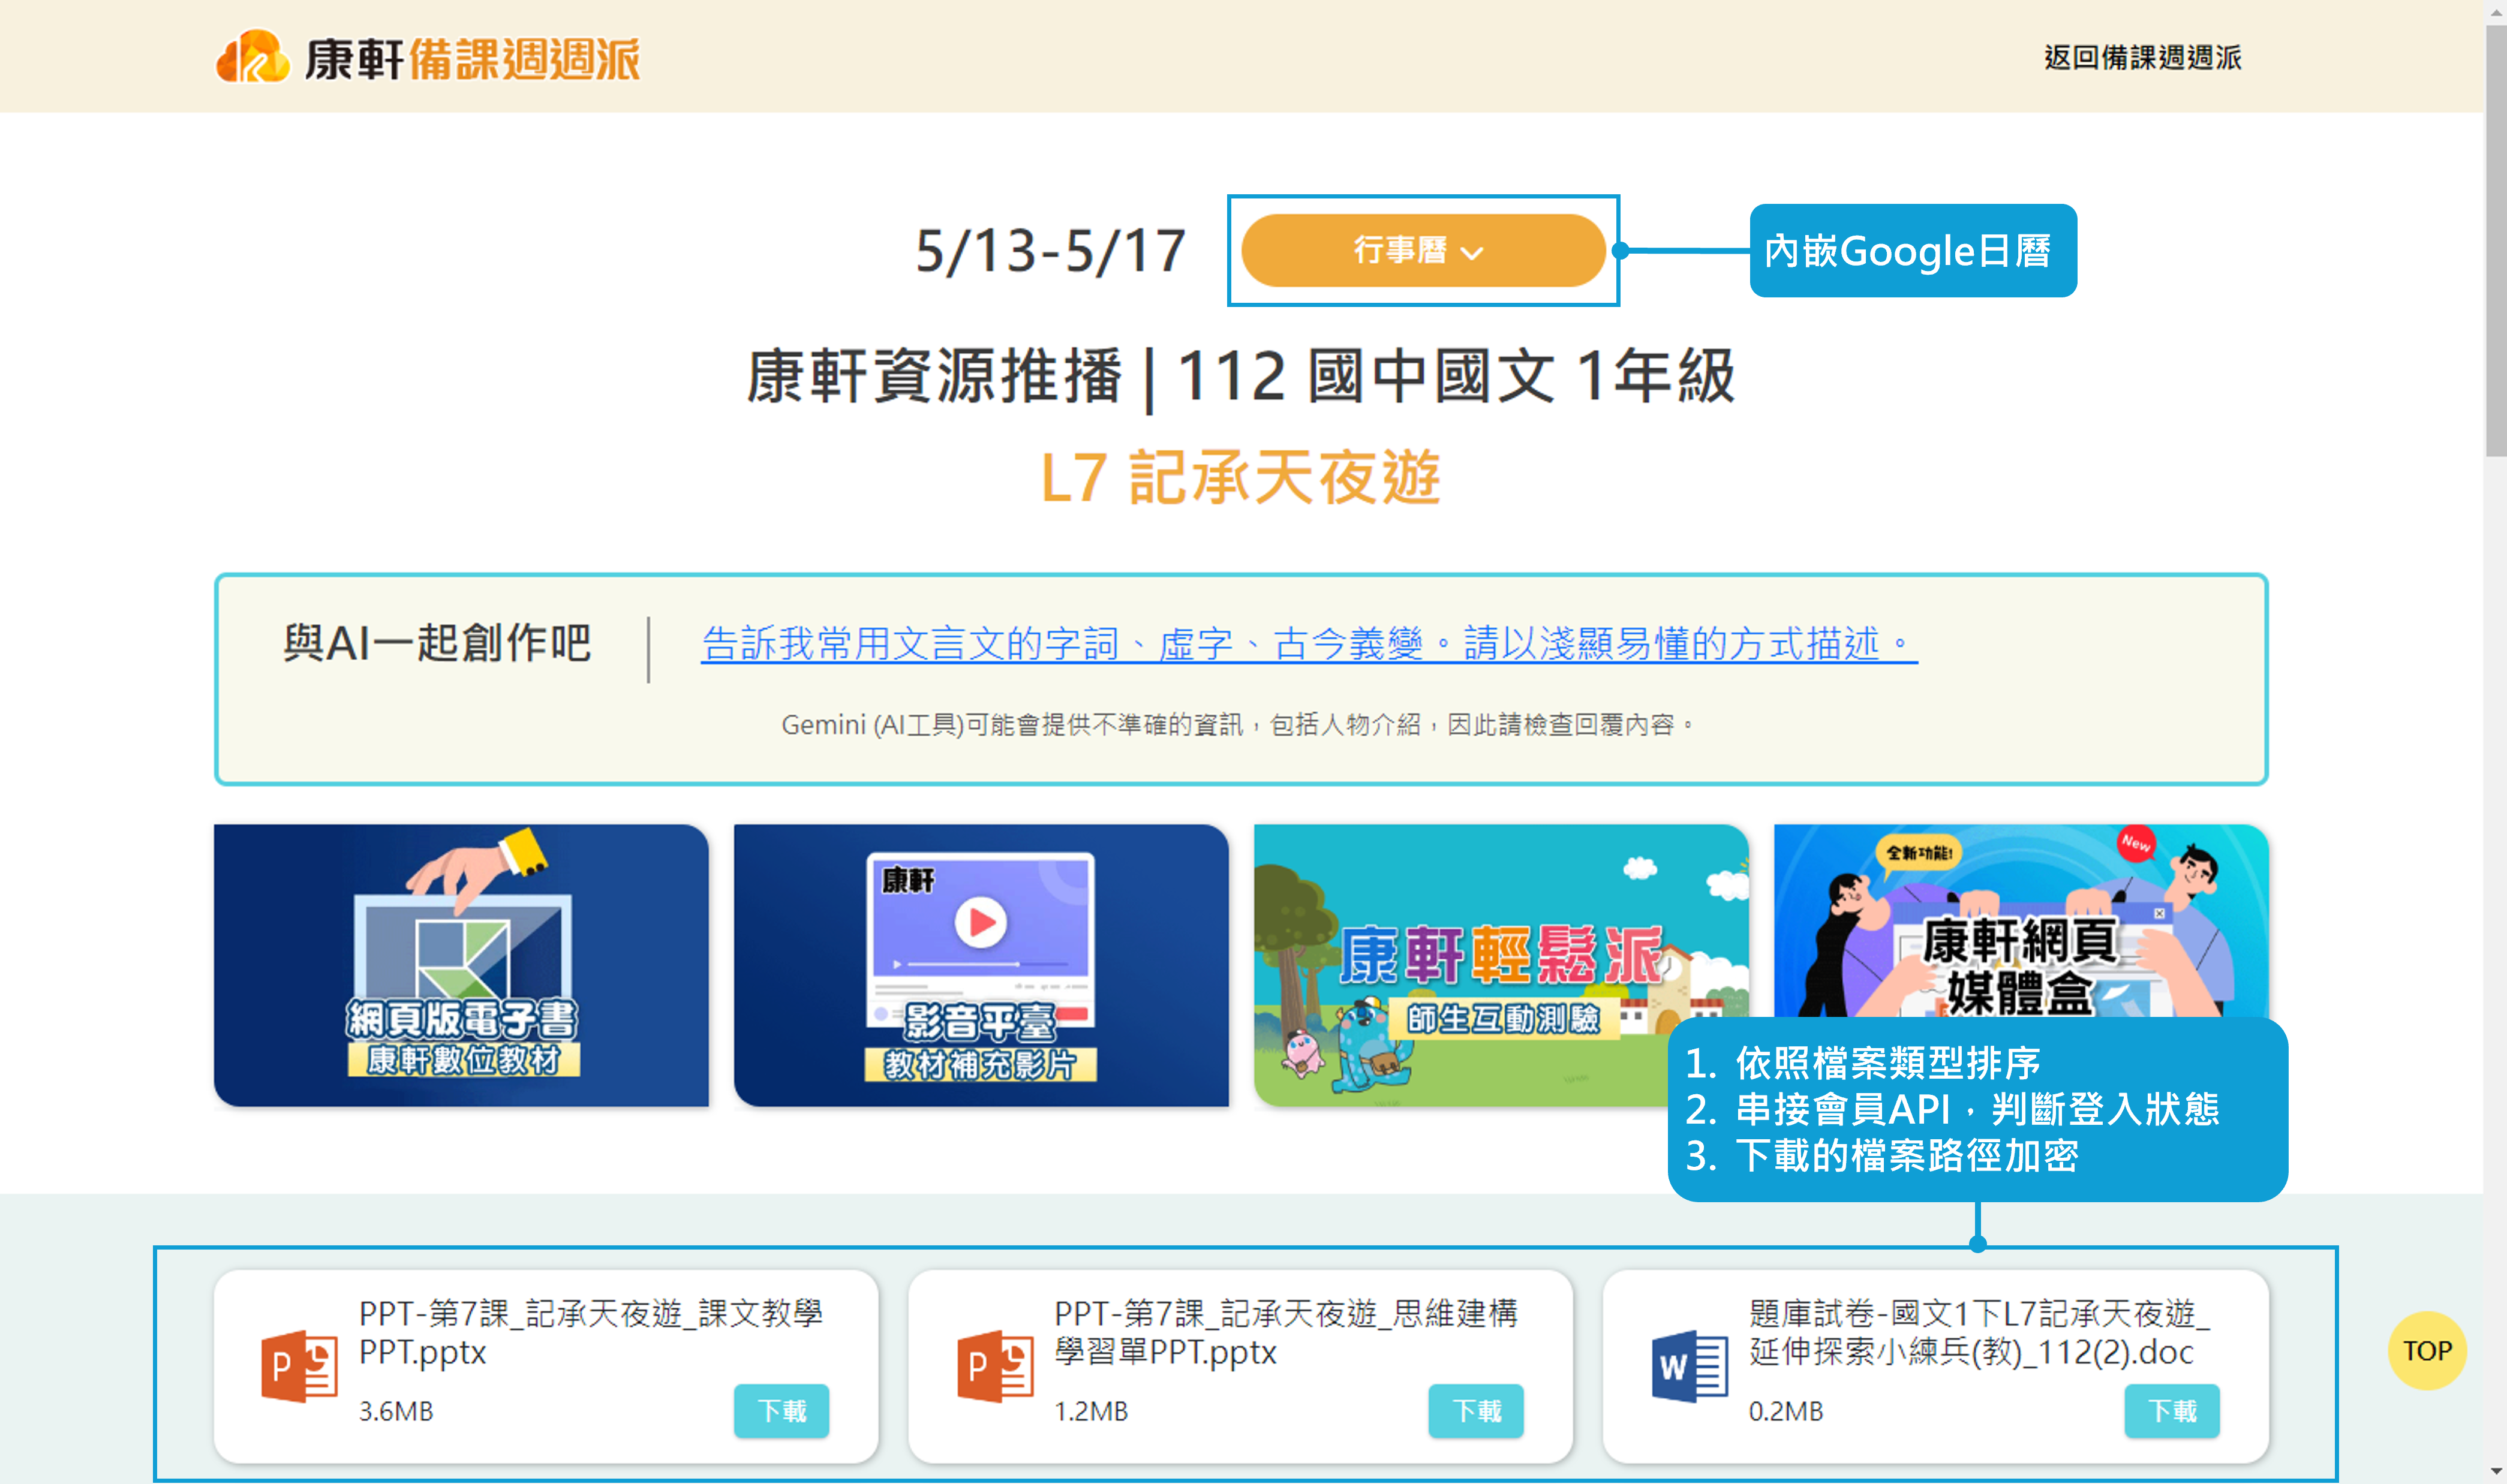 康軒備課週週派
返回備課週週派
5/13-5/17
行事曆
內嵌Google日曆
康軒資源推播 | 112 國中國文 1年級
L7 記承天夜遊
與AI一起創作吧
告訴我常用文言文的字詞、虛字、古今義變。請以淺顯易懂的方式描述。
Gemini (AI工具)可能會提供不準確的資訊，包括人物介紹，因此請檢查回覆內容。
網頁版電子書
康軒數位教材
康軒
影音平臺
教材補充影片
康軒輕鬆派
師生互動測驗
全新功能!
New
康軒網頁
媒體盒
1. 依照檔案類型排序
2. 串接會員API，判斷登入狀態
3. 下載的檔案路徑加密
PPT-第7課_記承天夜遊_課文教學
PPT.pptx
3.6MB
下載
PPT-第7課_記承天夜遊_思維建構
學習單PPT.pptx
1.2MB
下載
題庫試卷-國文1下L7記承天夜遊_
延伸探索小練兵(教)_112(2).doc
0.2MB
下載
TOP